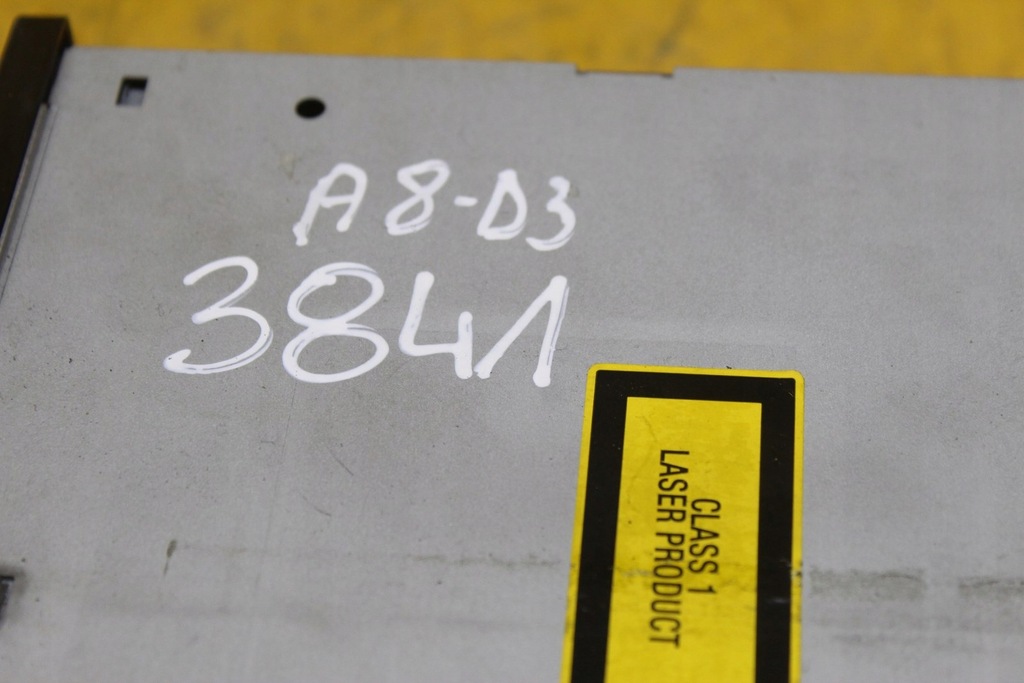 A8-D3
3841
CLASS 1
LASER PRODUCT